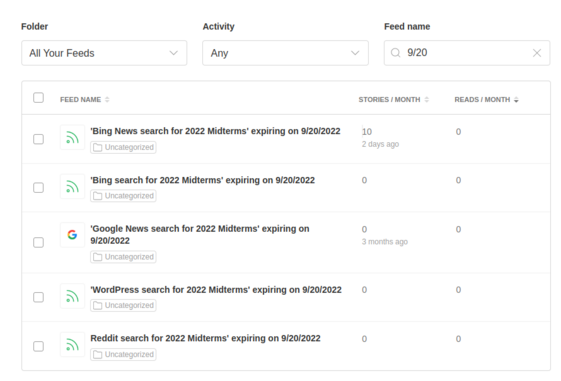 Folder Activity Feed name
All Your Feeds Any 9/20
FEED NAME STORIES / MONTH READS / MONTH
'Bing News search for 2022 Midterms' expiring on 9/20/2022 10 0
Uncategorized 2 days ago
'Bing search for 2022 Midterms' expiring on 9/20/2022 0 0
Uncategorized
'Google News search for 2022 Midterms' expiring on 0 0
9/20/2022 3 months ago
Uncategorized
'WordPress search for 2022 Midterms' expiring on 9/20/2022 0 0
Uncategorized
Reddit search for 2022 Midterms' expiring on 9/20/2022 0 0
Uncategorized